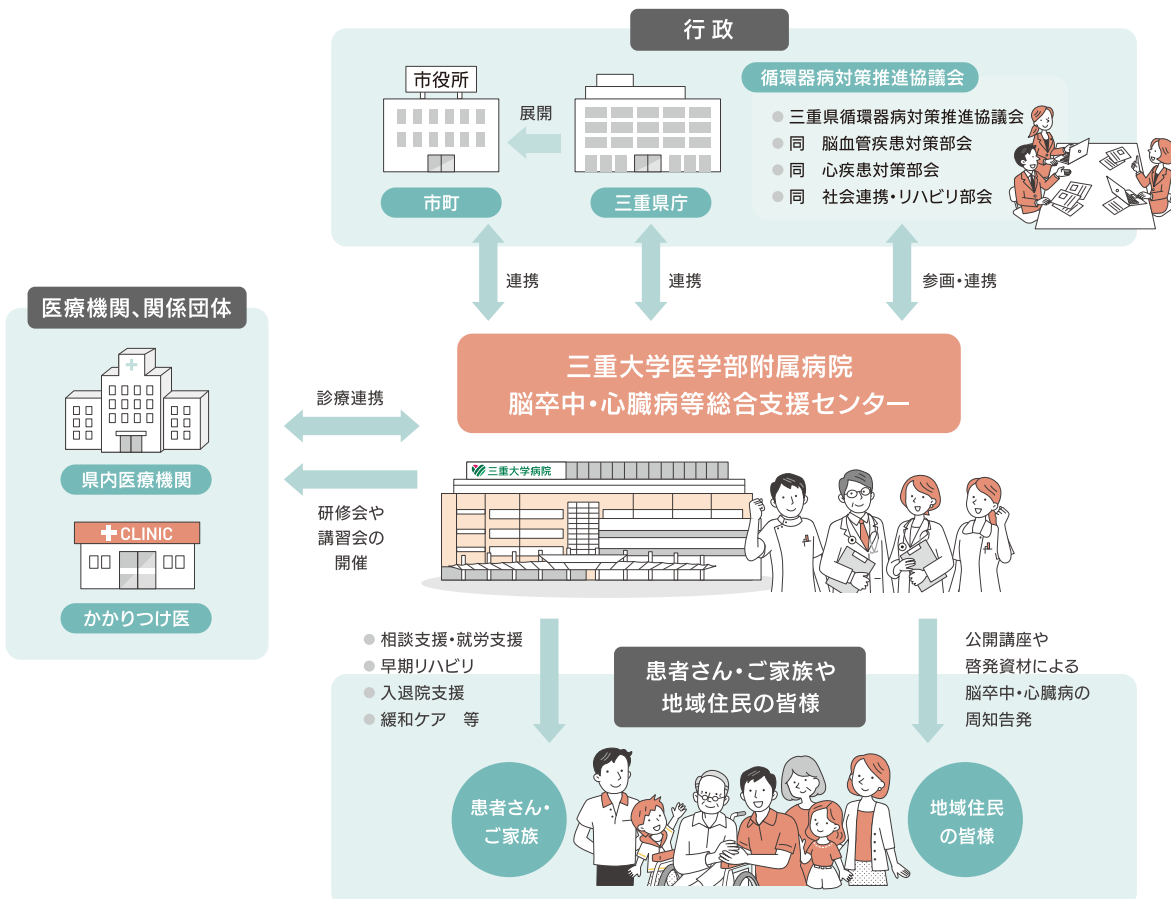 行政
市役所
展開
市町
三重県庁
循環器病対策推進協議会
三重県循環器病対策推進協議会
同　脳血管疾患対策部会
同　心疾患対策部会
同　社会連携・リハビリ部会
連携
連携
参画・連携
医療機関、関係団体
県内医療機関
CLINIC
かかりつけ医
診療連携
研修会や
講習会の
開催
三重大学医学部附属病院
脳卒中・心臓病等総合支援センター
三重大学病院
相談支援・就労支援
早期リハビリ
入退院支援
緩和ケア　等
患者さん・ご家族や
地域住民の皆様
公開講座や
啓発資材による
脳卒中・心臓病の
周知告発
患者さん・
ご家族
地域住民
の皆様